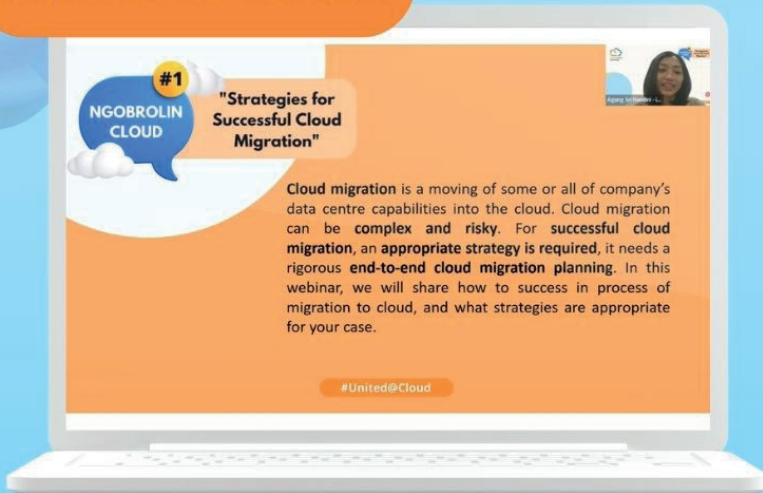 #1
NGOBROLIN
CLOUD
"Strategies for
Successful Cloud
Migration"
Cloud migration is a moving of some or all of company's
data centre capabilities into the cloud. Cloud migration
can be complex and risky. For successful cloud
migration, an appropriate strategy is required, it needs a
rigorous end-to-end cloud migration planning. In this
webinar, we will share how to success in process of
migration to cloud, and what strategies are appropriate
for your case.
#United@Cloud